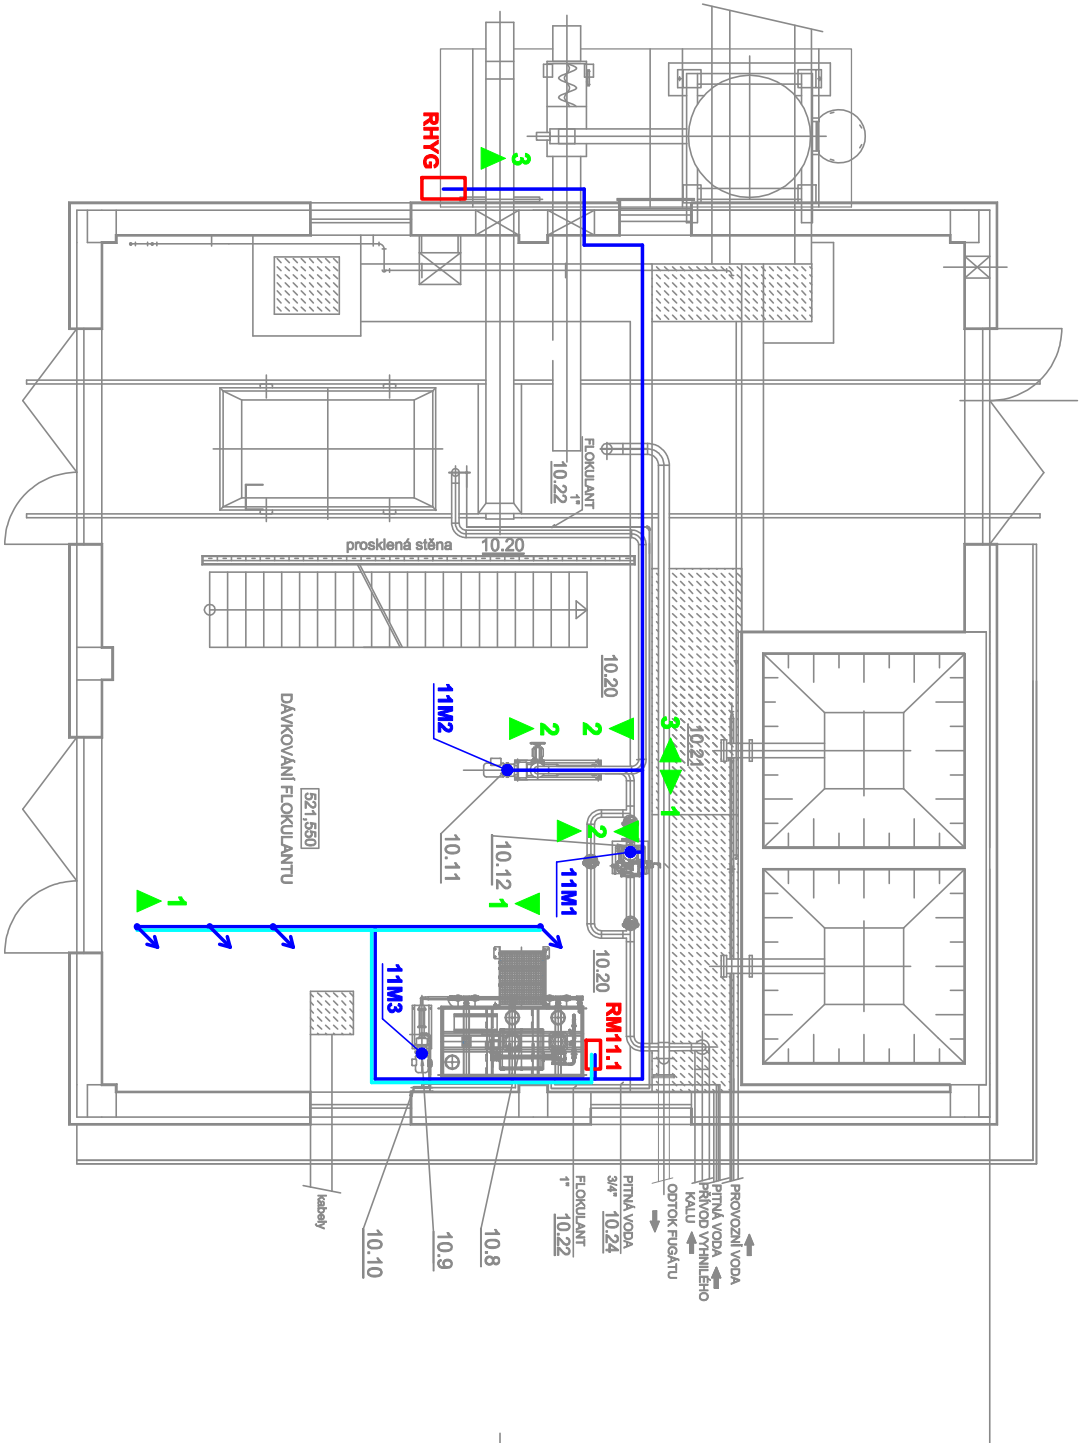 RHYG
3
FLOKULANT
1"
10.22
prosklená stěna
10.20
10.20
11M2
2
2
3
10.21
1
DÁVKOVÁNÍ FLOKULANTU
521,550
10.11
10.12
2
11M1
1
1
11M3
10.20
RM11.1
kabely
10.10
10.9
10.8
FLOKULANT
1"
10.22
PITNÁ VODA
3/4"
10.24
ODTOK FUGÁTU
PŘÍVOD VYHNILÉHO
KALU
PITNÁ VODA
PROVOZNÍ VODA